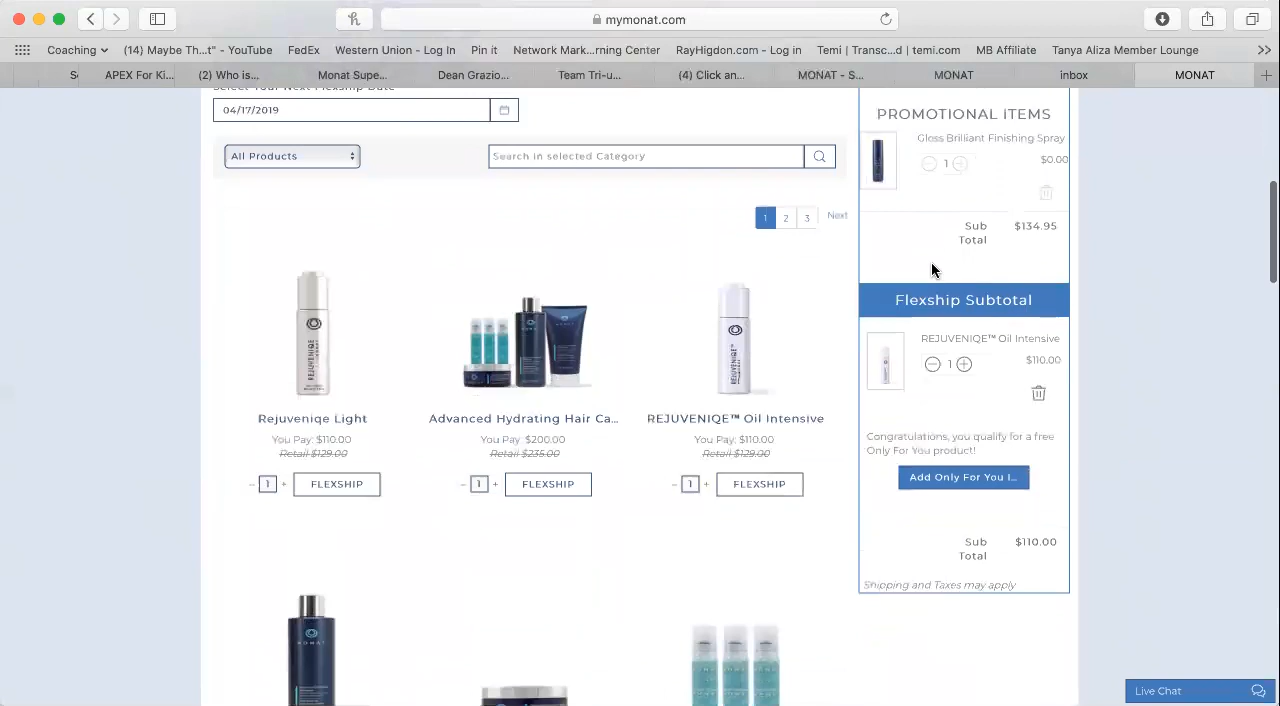 mymonat.com
Coaching
(14) Maybe Th...t" - YouTube
FedEx
Western Union - Log In
Pin it
Network Mark...rning Center
RayHigdon.com - Log in
Temi | Transc...d | temi.com
MB Affiliate
Tanya Aliza Member Lounge
S
APEX For Ki...
(2) Who is...
Monat Supe...
Dean Grazio...
Team Tri-u...
(4) Click an...
MONAT - S...
MONAT
inbox
MONAT
Select Your Next Flexship Date
04/17/2019
All Products
Search in selected Category
1 2 3 Next
Rejuveniqe Light
You Pay: $110.00
Retail $129.00
– 1 + FLEXSHIP
Advanced Hydrating Hair Ca...
You Pay: $200.00
Retail $235.00
– 1 + FLEXSHIP
REJUVENIQE™ Oil Intensive
You Pay: $110.00
Retail $129.00
– 1 + FLEXSHIP
PROMOTIONAL ITEMS
Gloss Brilliant Finishing Spray
1
$0.00
Sub Total $134.95
Flexship Subtotal
REJUVENIQE™ Oil Intensive
1
$110.00
Congratulations, you qualify for a free
Only For You product!
Add Only For You I...
Sub Total $110.00
Shipping and Taxes may apply
Live Chat